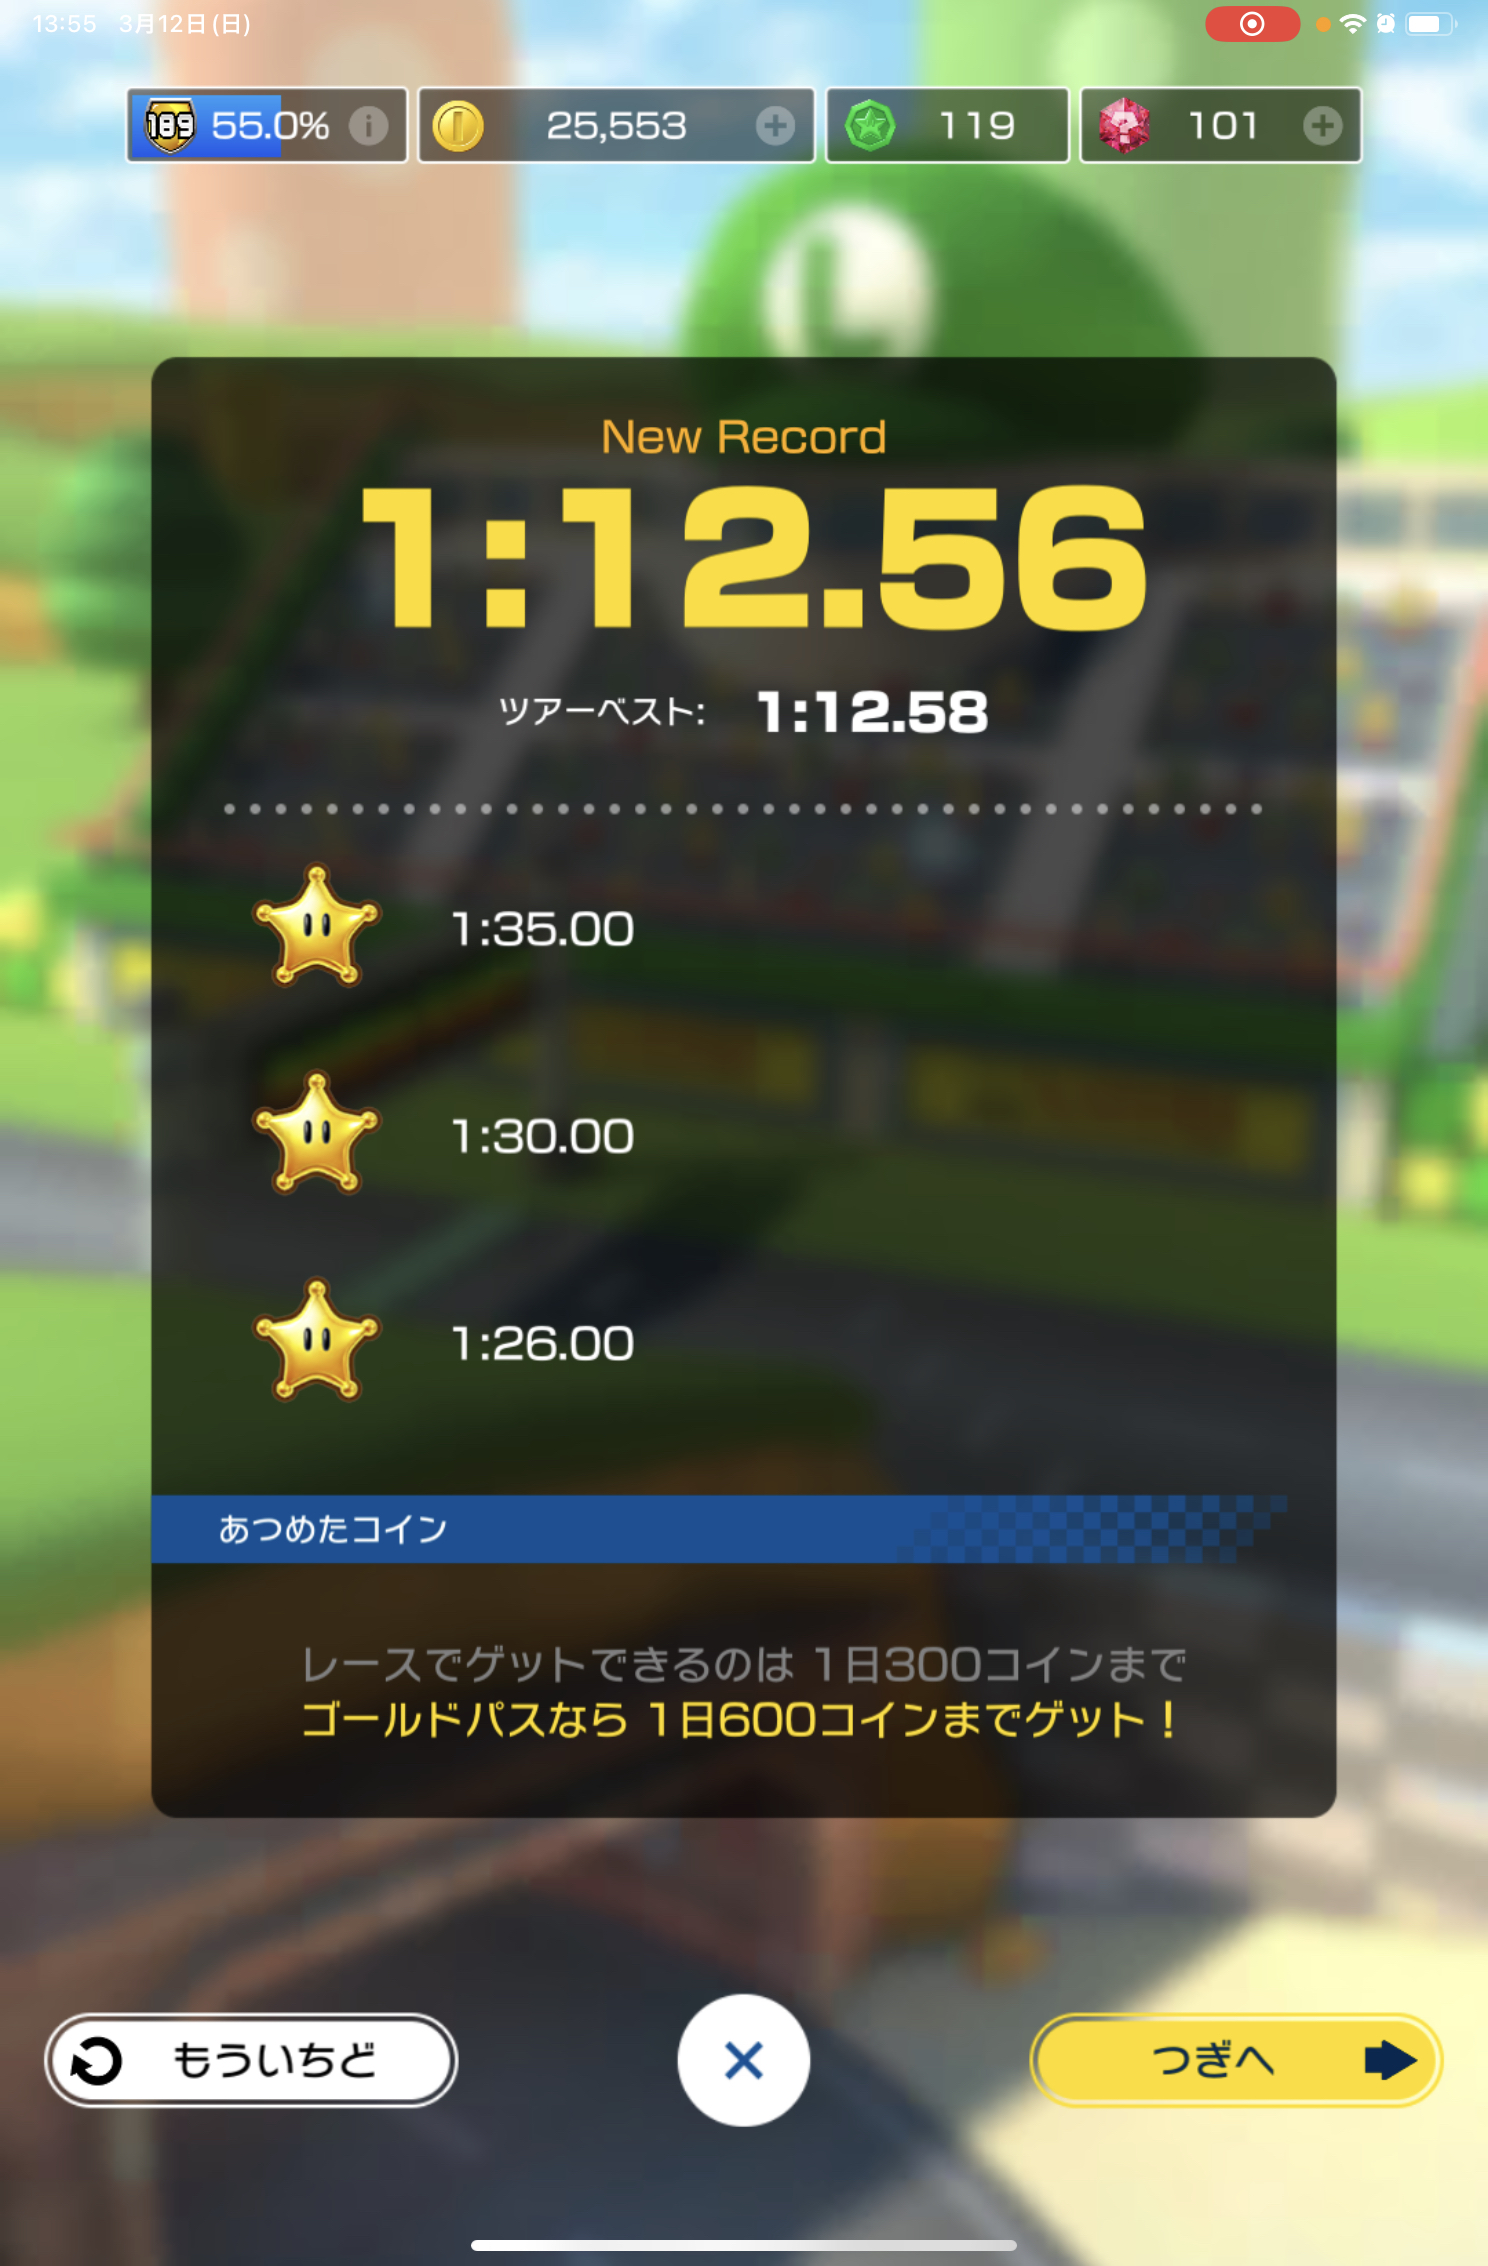 13:55 3月12日(日)
189 55.0% 25,553 119 101
L
New Record
1:12.56
ツアーベスト: 1:12.58
1:35.00
1:30.00
1:26.00
あつめたコイン
レースでゲットできるのは 1日300コインまで
ゴールドパスなら 1日600コインまでゲット!
もういちど
つぎへ